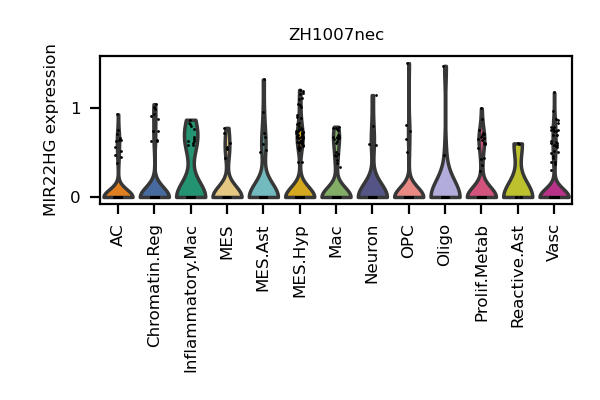 ZH1007nec
MIR22HG expression
1
0
AC
Chromatin.Reg
Inflammatory.Mac
MES
MES.Ast
MES.Hyp
Mac
Neuron
OPC
Oligo
Prolif.Metab
Reactive.Ast
Vasc